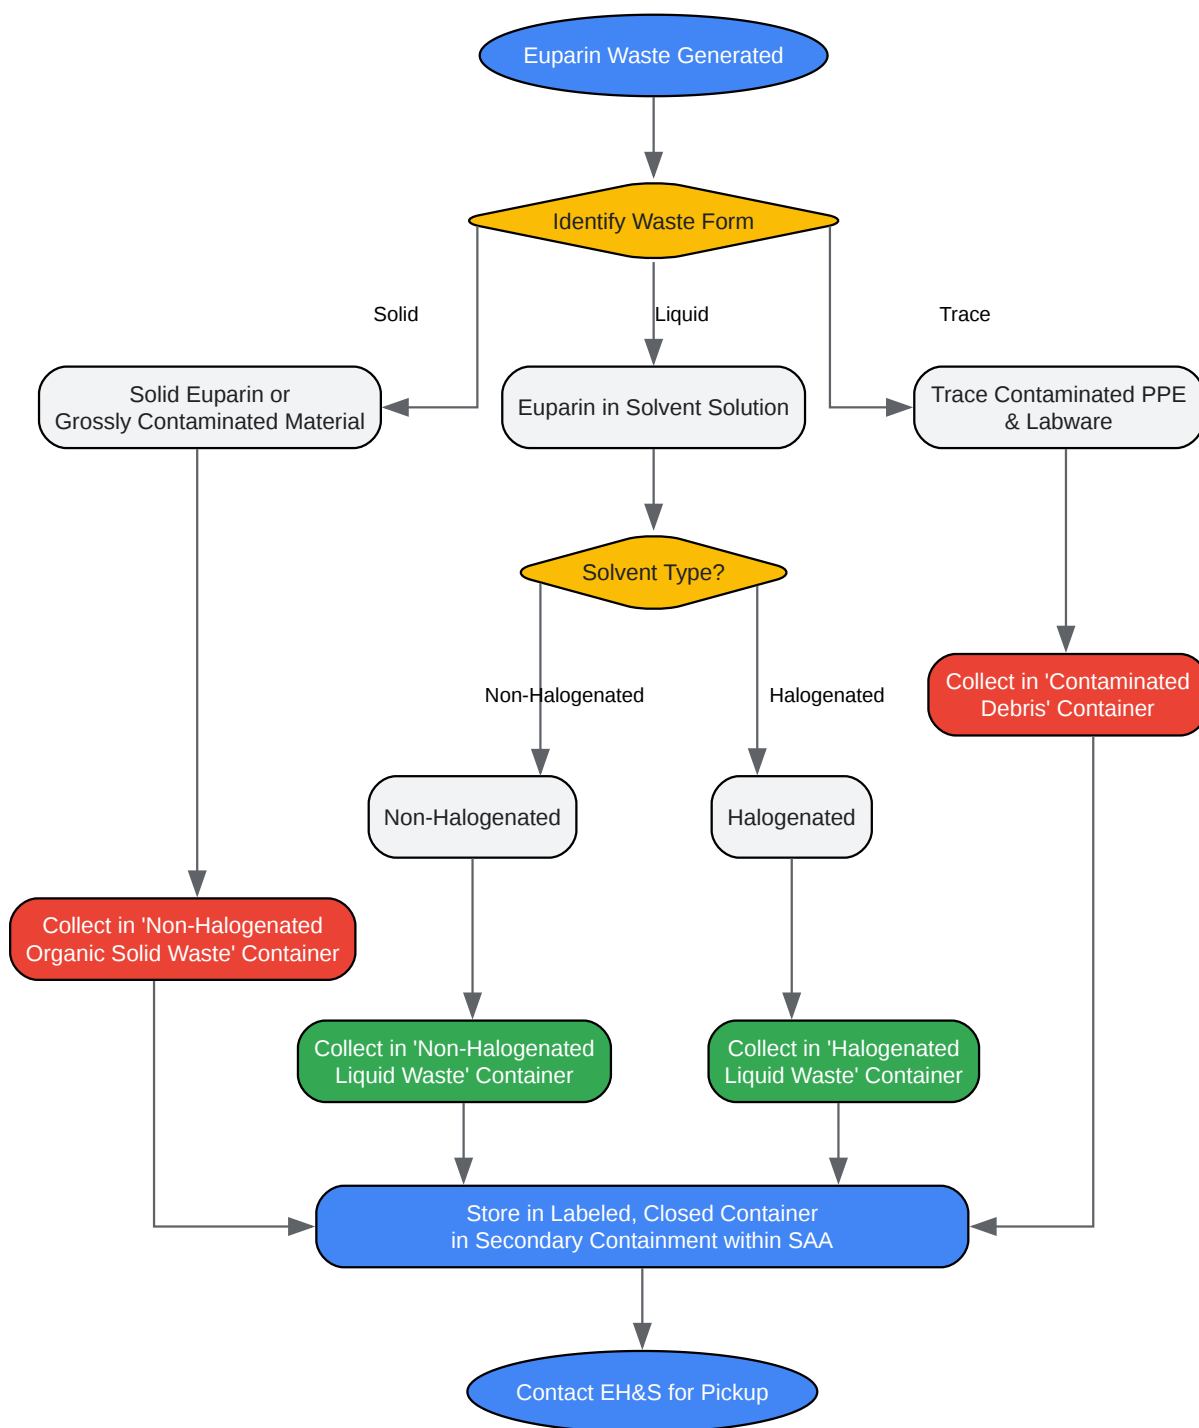 Euparin Waste Generated
Identify Waste Form
Solid
Liquid
Trace
Solid Euparin or
Grossly Contaminated Material
Euparin in Solvent Solution
Trace Contaminated PPE
& Labware
Solvent Type?
Non-Halogenated
Halogenated
Collect in 'Contaminated
Debris' Container
Non-Halogenated
Halogenated
Collect in 'Non-Halogenated
Organic Solid Waste' Container
Collect in 'Non-Halogenated
Liquid Waste' Container
Collect in 'Halogenated
Liquid Waste' Container
Store in Labeled, Closed Container
in Secondary Containment within SAA
Contact EH&S for Pickup